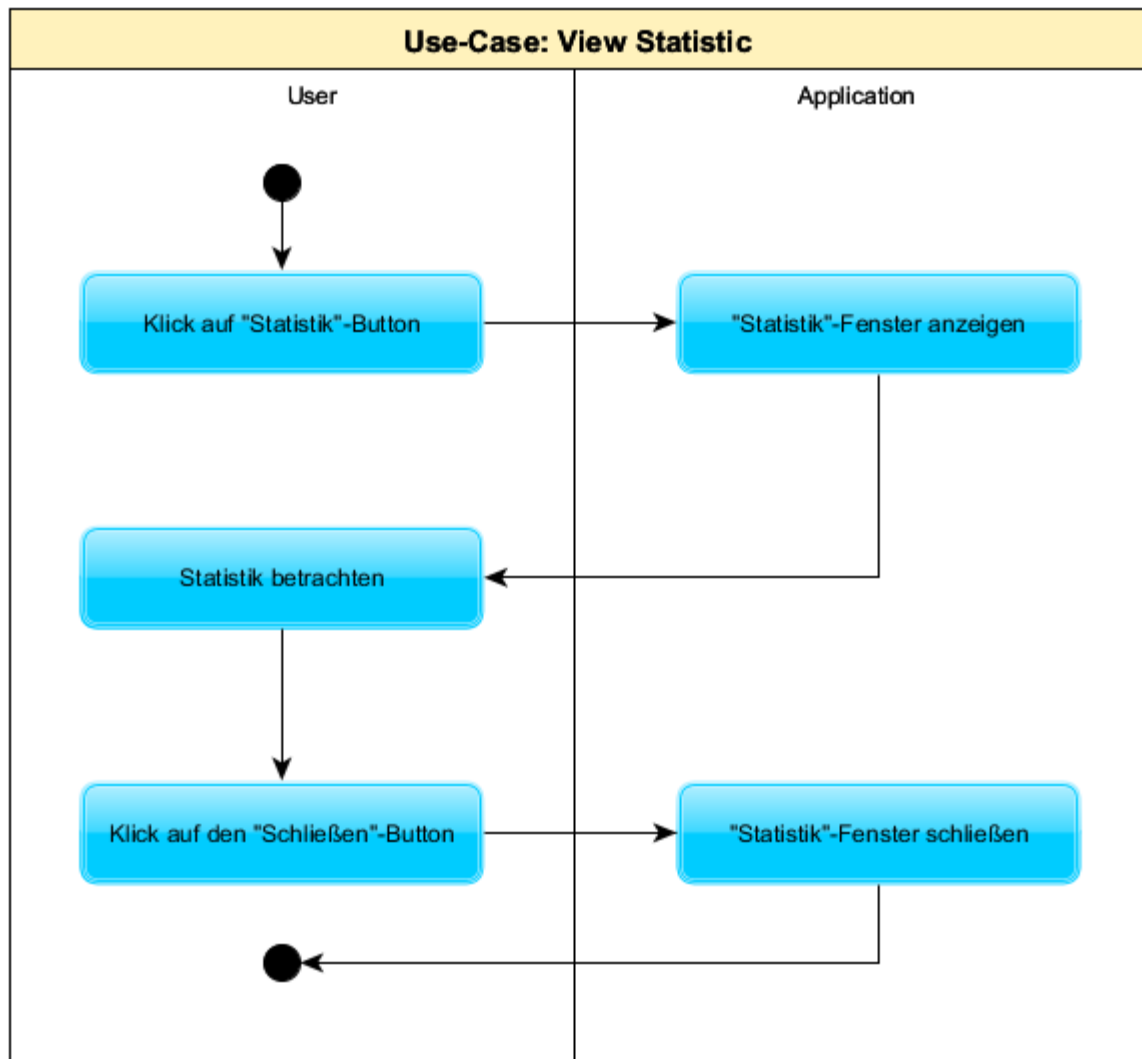 Use-Case: View Statistic
User
Application
Klick auf "Statistik"-Button
"Statistik"-Fenster anzeigen
Statistik betrachten
Klick auf den "Schließen"-Button
"Statistik"-Fenster schließen